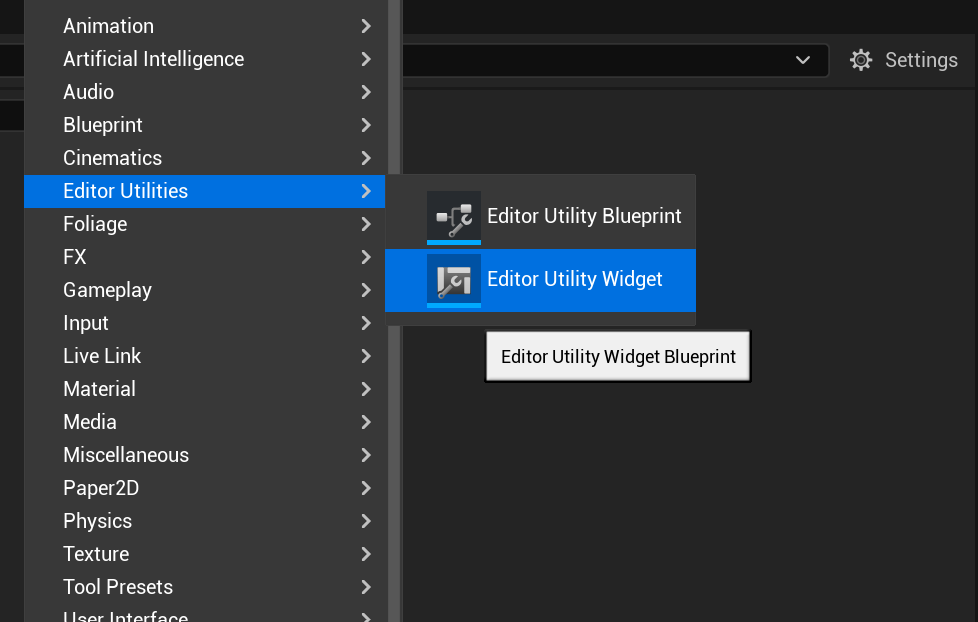 Animation
Artificial Intelligence
Audio
Blueprint
Cinematics
Editor Utilities
Foliage
FX
Gameplay
Input
Live Link
Material
Media
Miscellaneous
Paper2D
Physics
Texture
Tool Presets
User Interface
Editor Utility Blueprint
Editor Utility Widget
Editor Utility Widget Blueprint
Settings